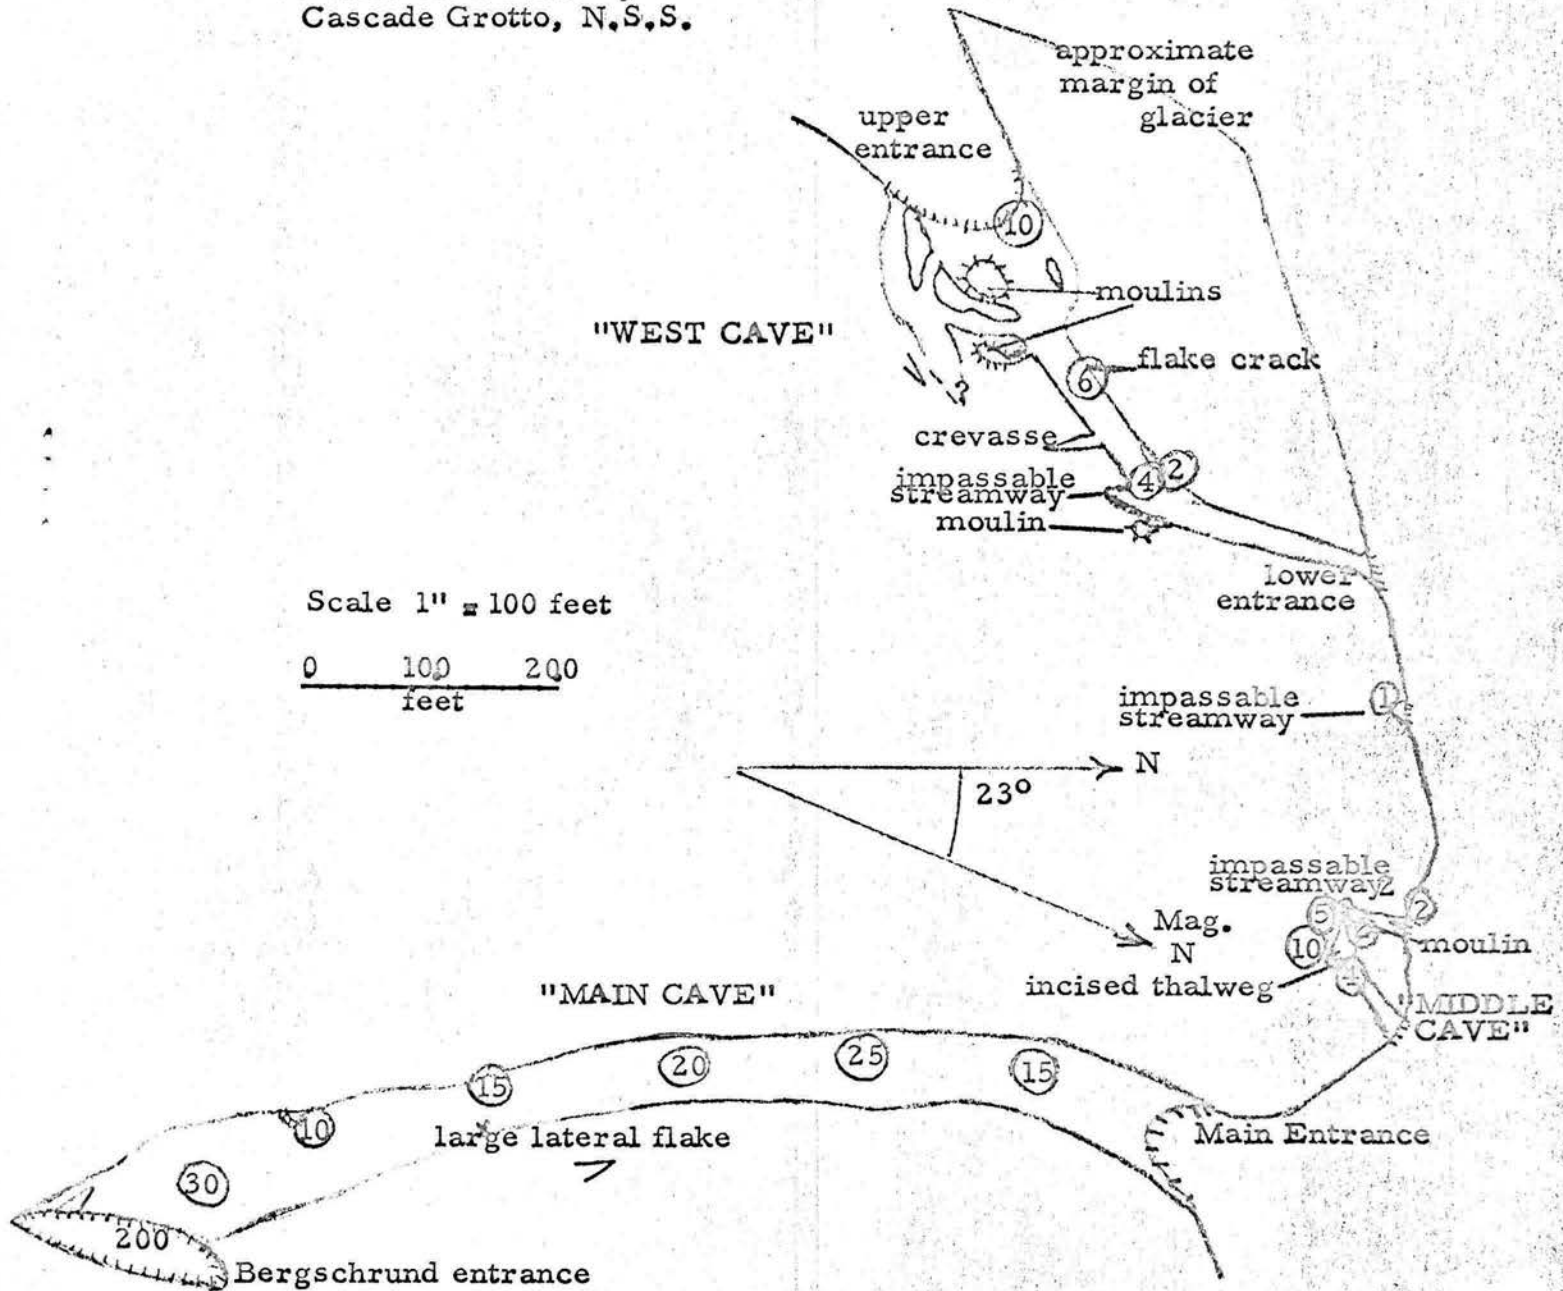 Cascade Grotto, N.S.S.
approximate
margin of
glacier
upper
entrance
10
moulins
"WEST CAVE"
flake crack
6
?
crevasse
2
4
impassable
streamway
moulin
lower
entrance
Scale 1" = 100 feet
0 100 200
feet
impassable
streamway
1
N
23°
Mag.
N
impassable
streamway2
2
5
10
moulin
incised thalweg
4
"MIDDLE
CAVE"
"MAIN CAVE"
15
20
25
15
10
large lateral flake
Main Entrance
30
200
Bergschrund entrance